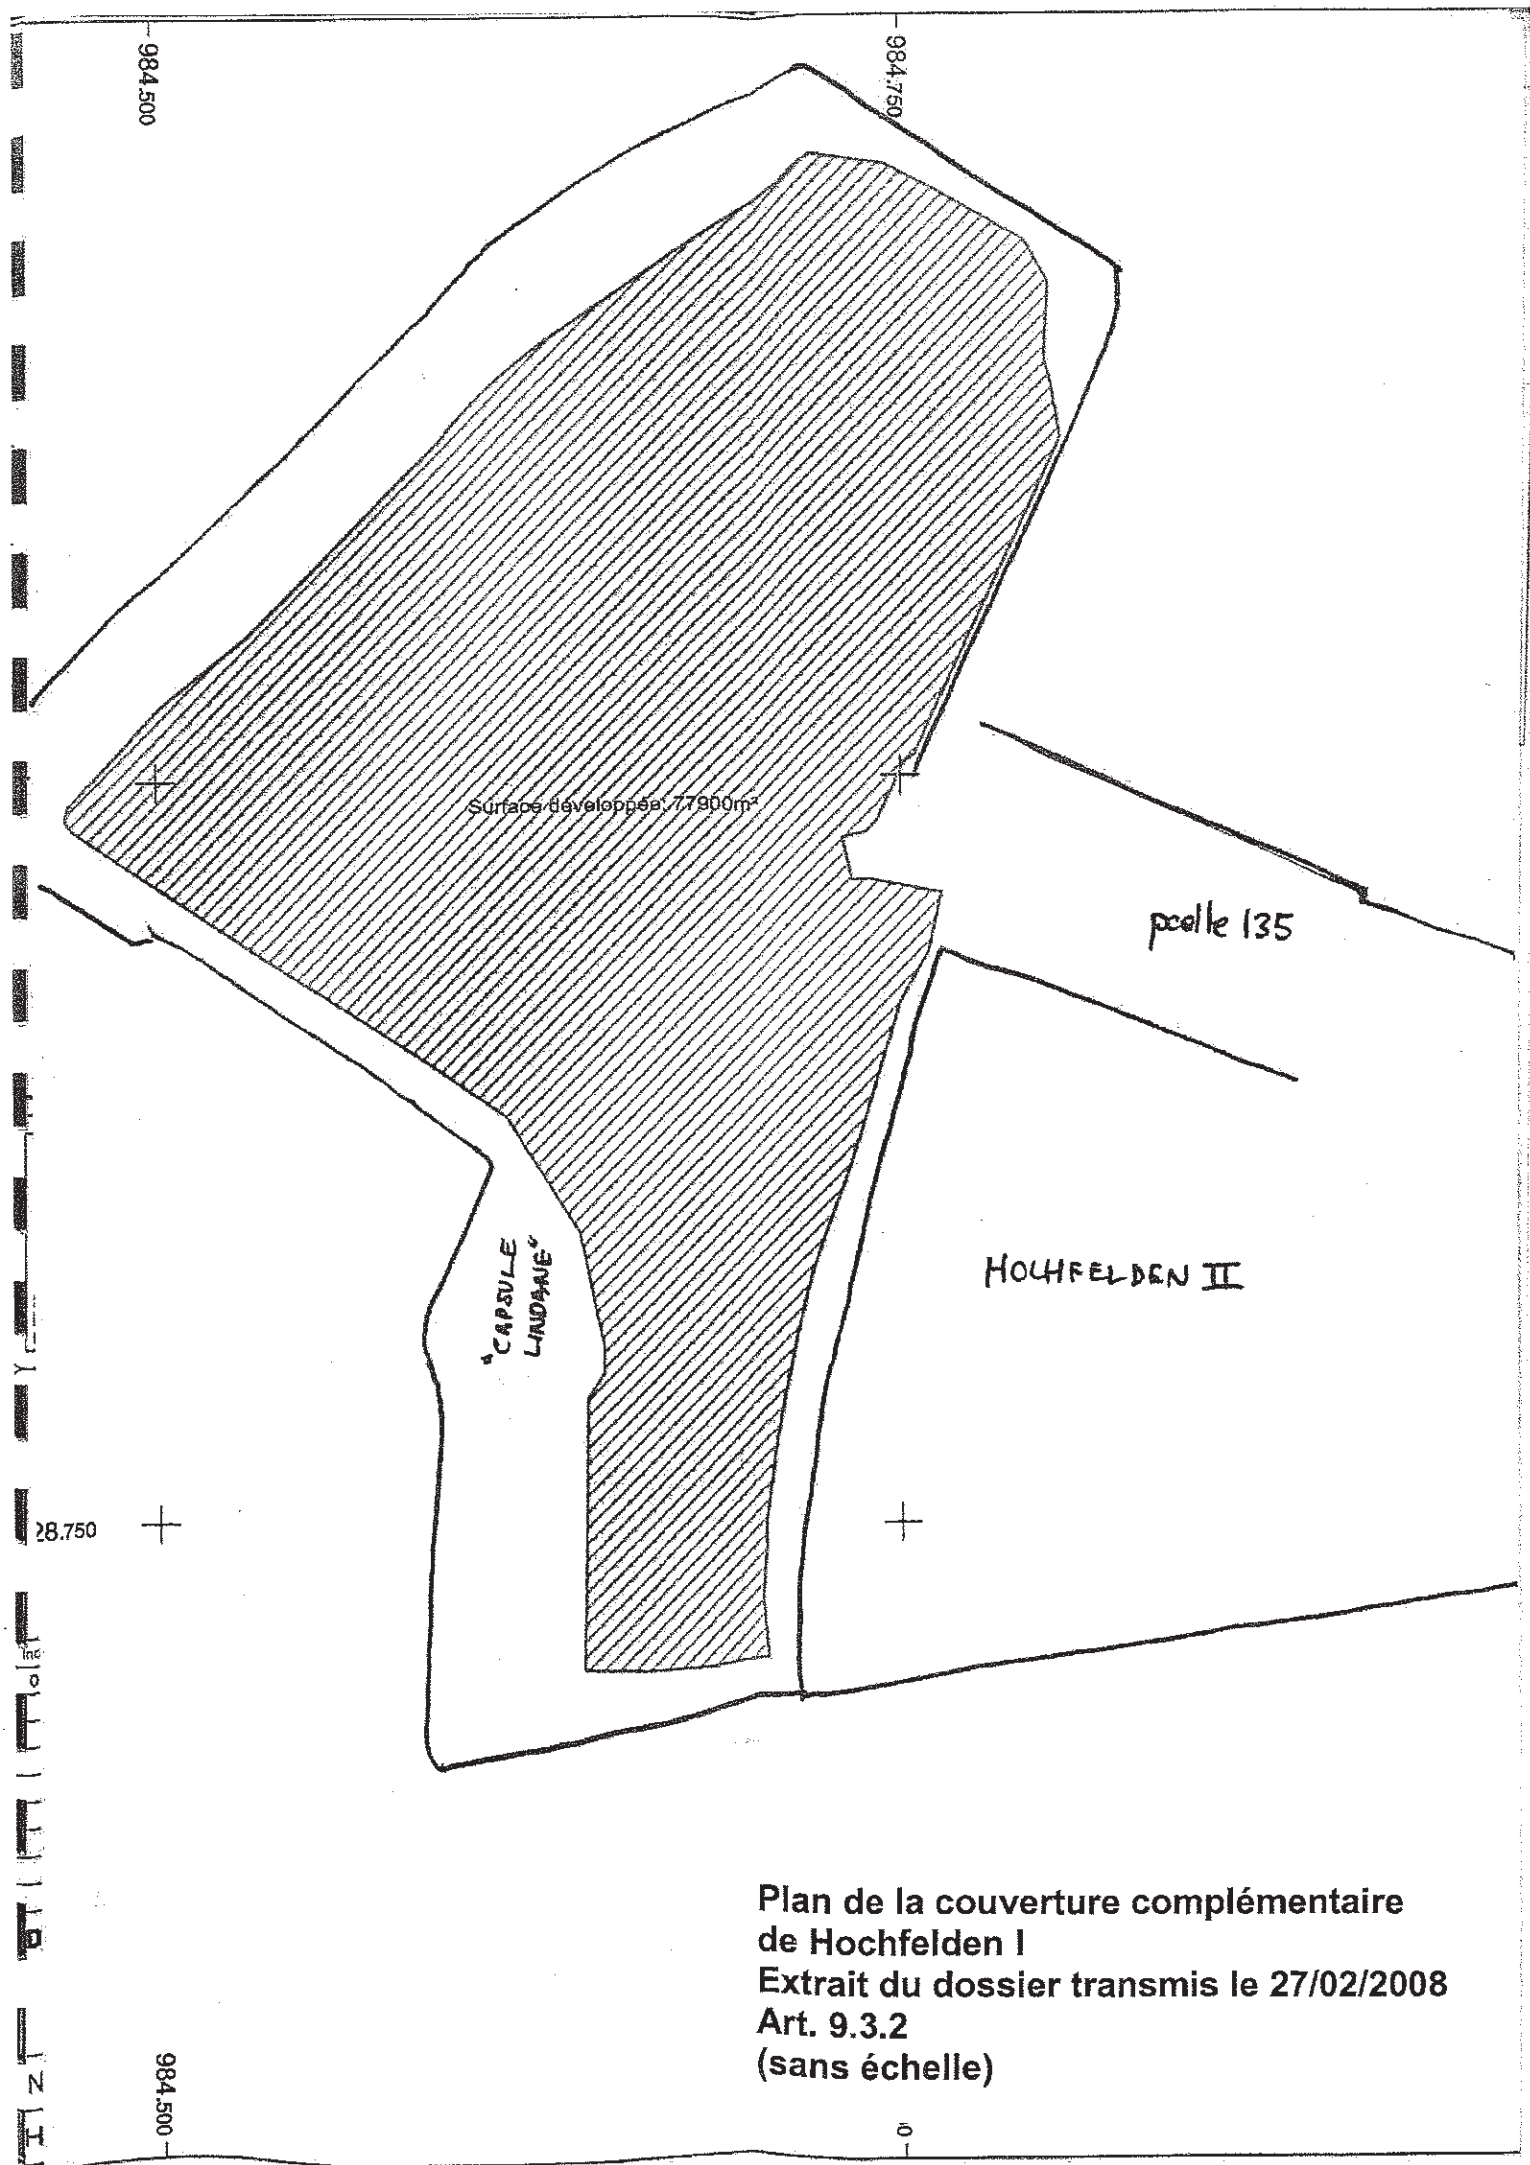 984.500
984.750
Surface développée: 77900m²
pcelle 135
HOCHFELDEN II
"CAPSULE
LINDANE"
28.750
Plan de la couverture complémentaire
de Hochfelden I
Extrait du dossier transmis le 27/02/2008
Art. 9.3.2
(sans échelle)
984.500
0